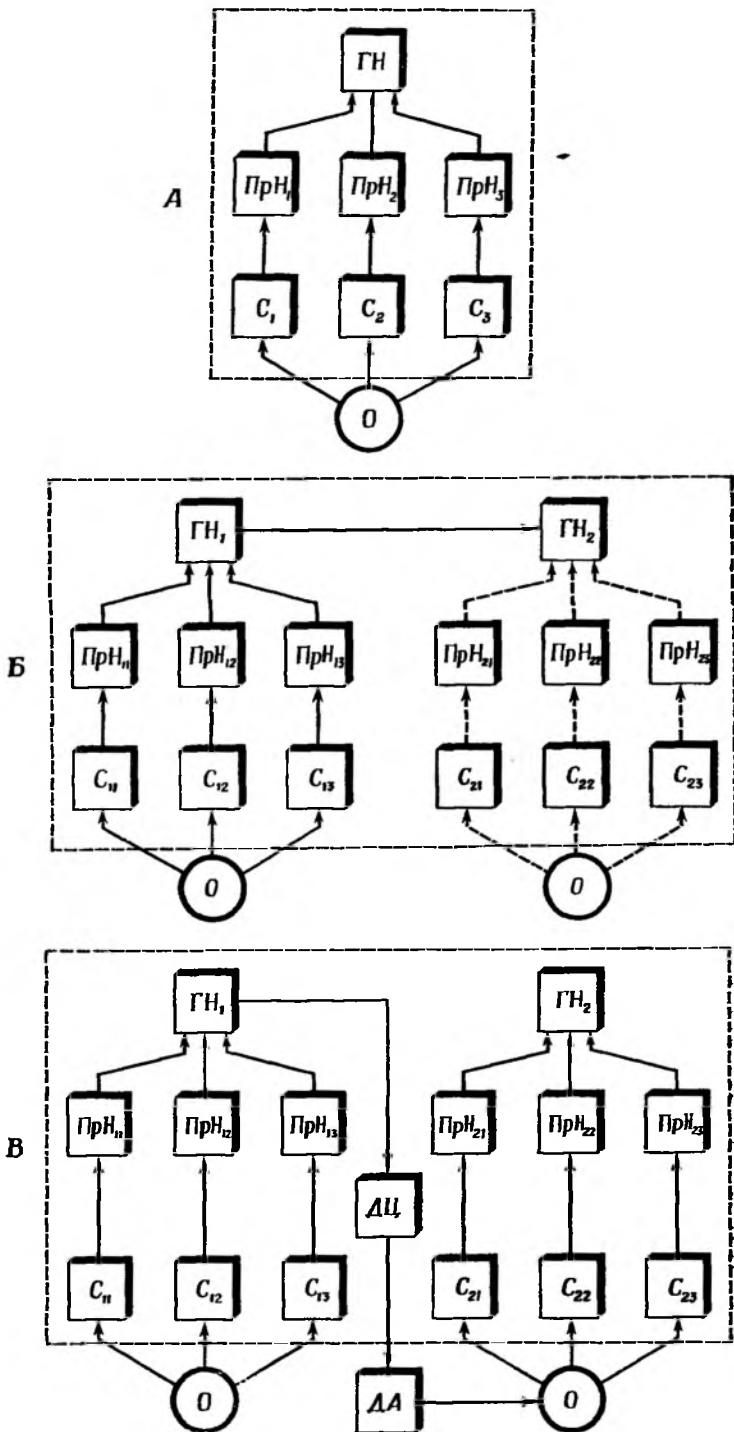 ГН
А
ПрН₁ ПрН₂ ПрН₃
С₁ С₂ С₃
О
ГН₁ ГН₂
Б
ПрН₁₁ ПрН₁₂ ПрН₁₃ ПрН₂₁ ПрН₂₂ ПрН₂₃
С₁₁ С₁₂ С₁₃ С₂₁ С₂₂ С₂₃
О О
ГН₁ ГН₂
В
ПрН₁₁ ПрН₁₂ ПрН₁₃ ПрН₂₁ ПрН₂₂ ПрН₂₃
ДЦ
С₁₁ С₁₂ С₁₃ С₂₁ С₂₂ С₂₃
О ДА О